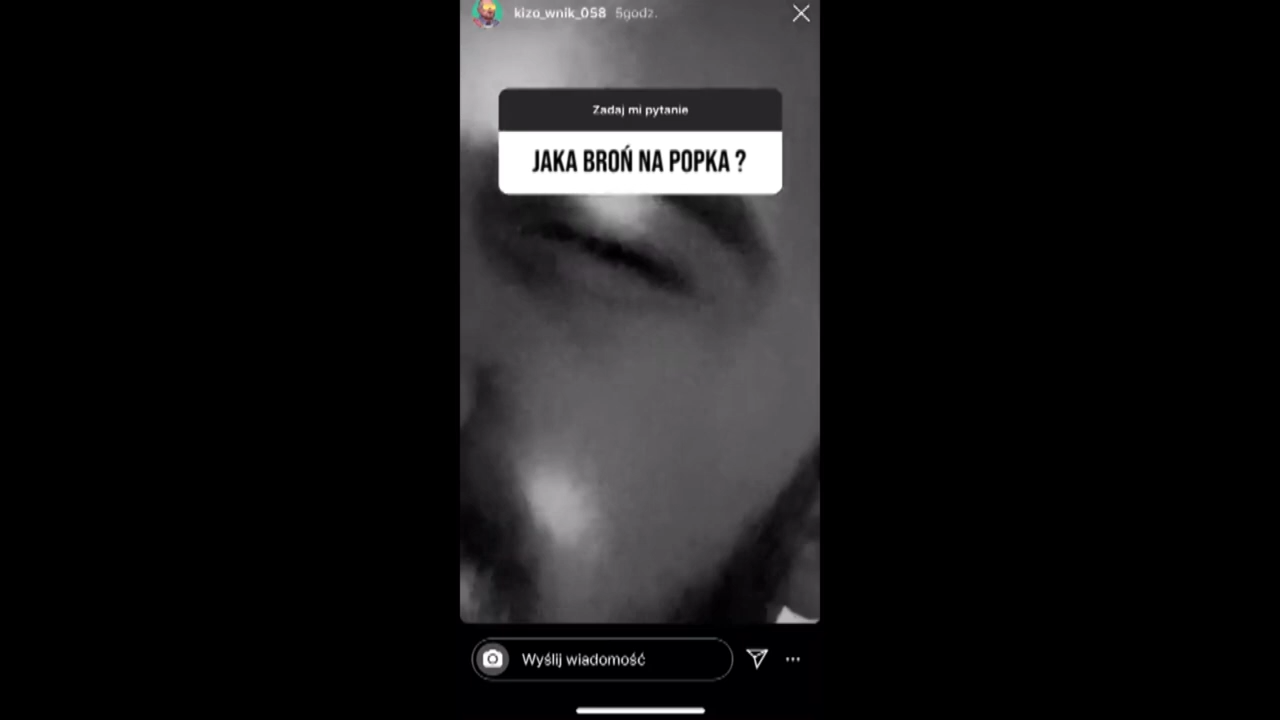 kizo_wnik_058 5godz.
Zadaj mi pytanie
JAKA BROŃ NA POPKA ?
Wyślij wiadomość